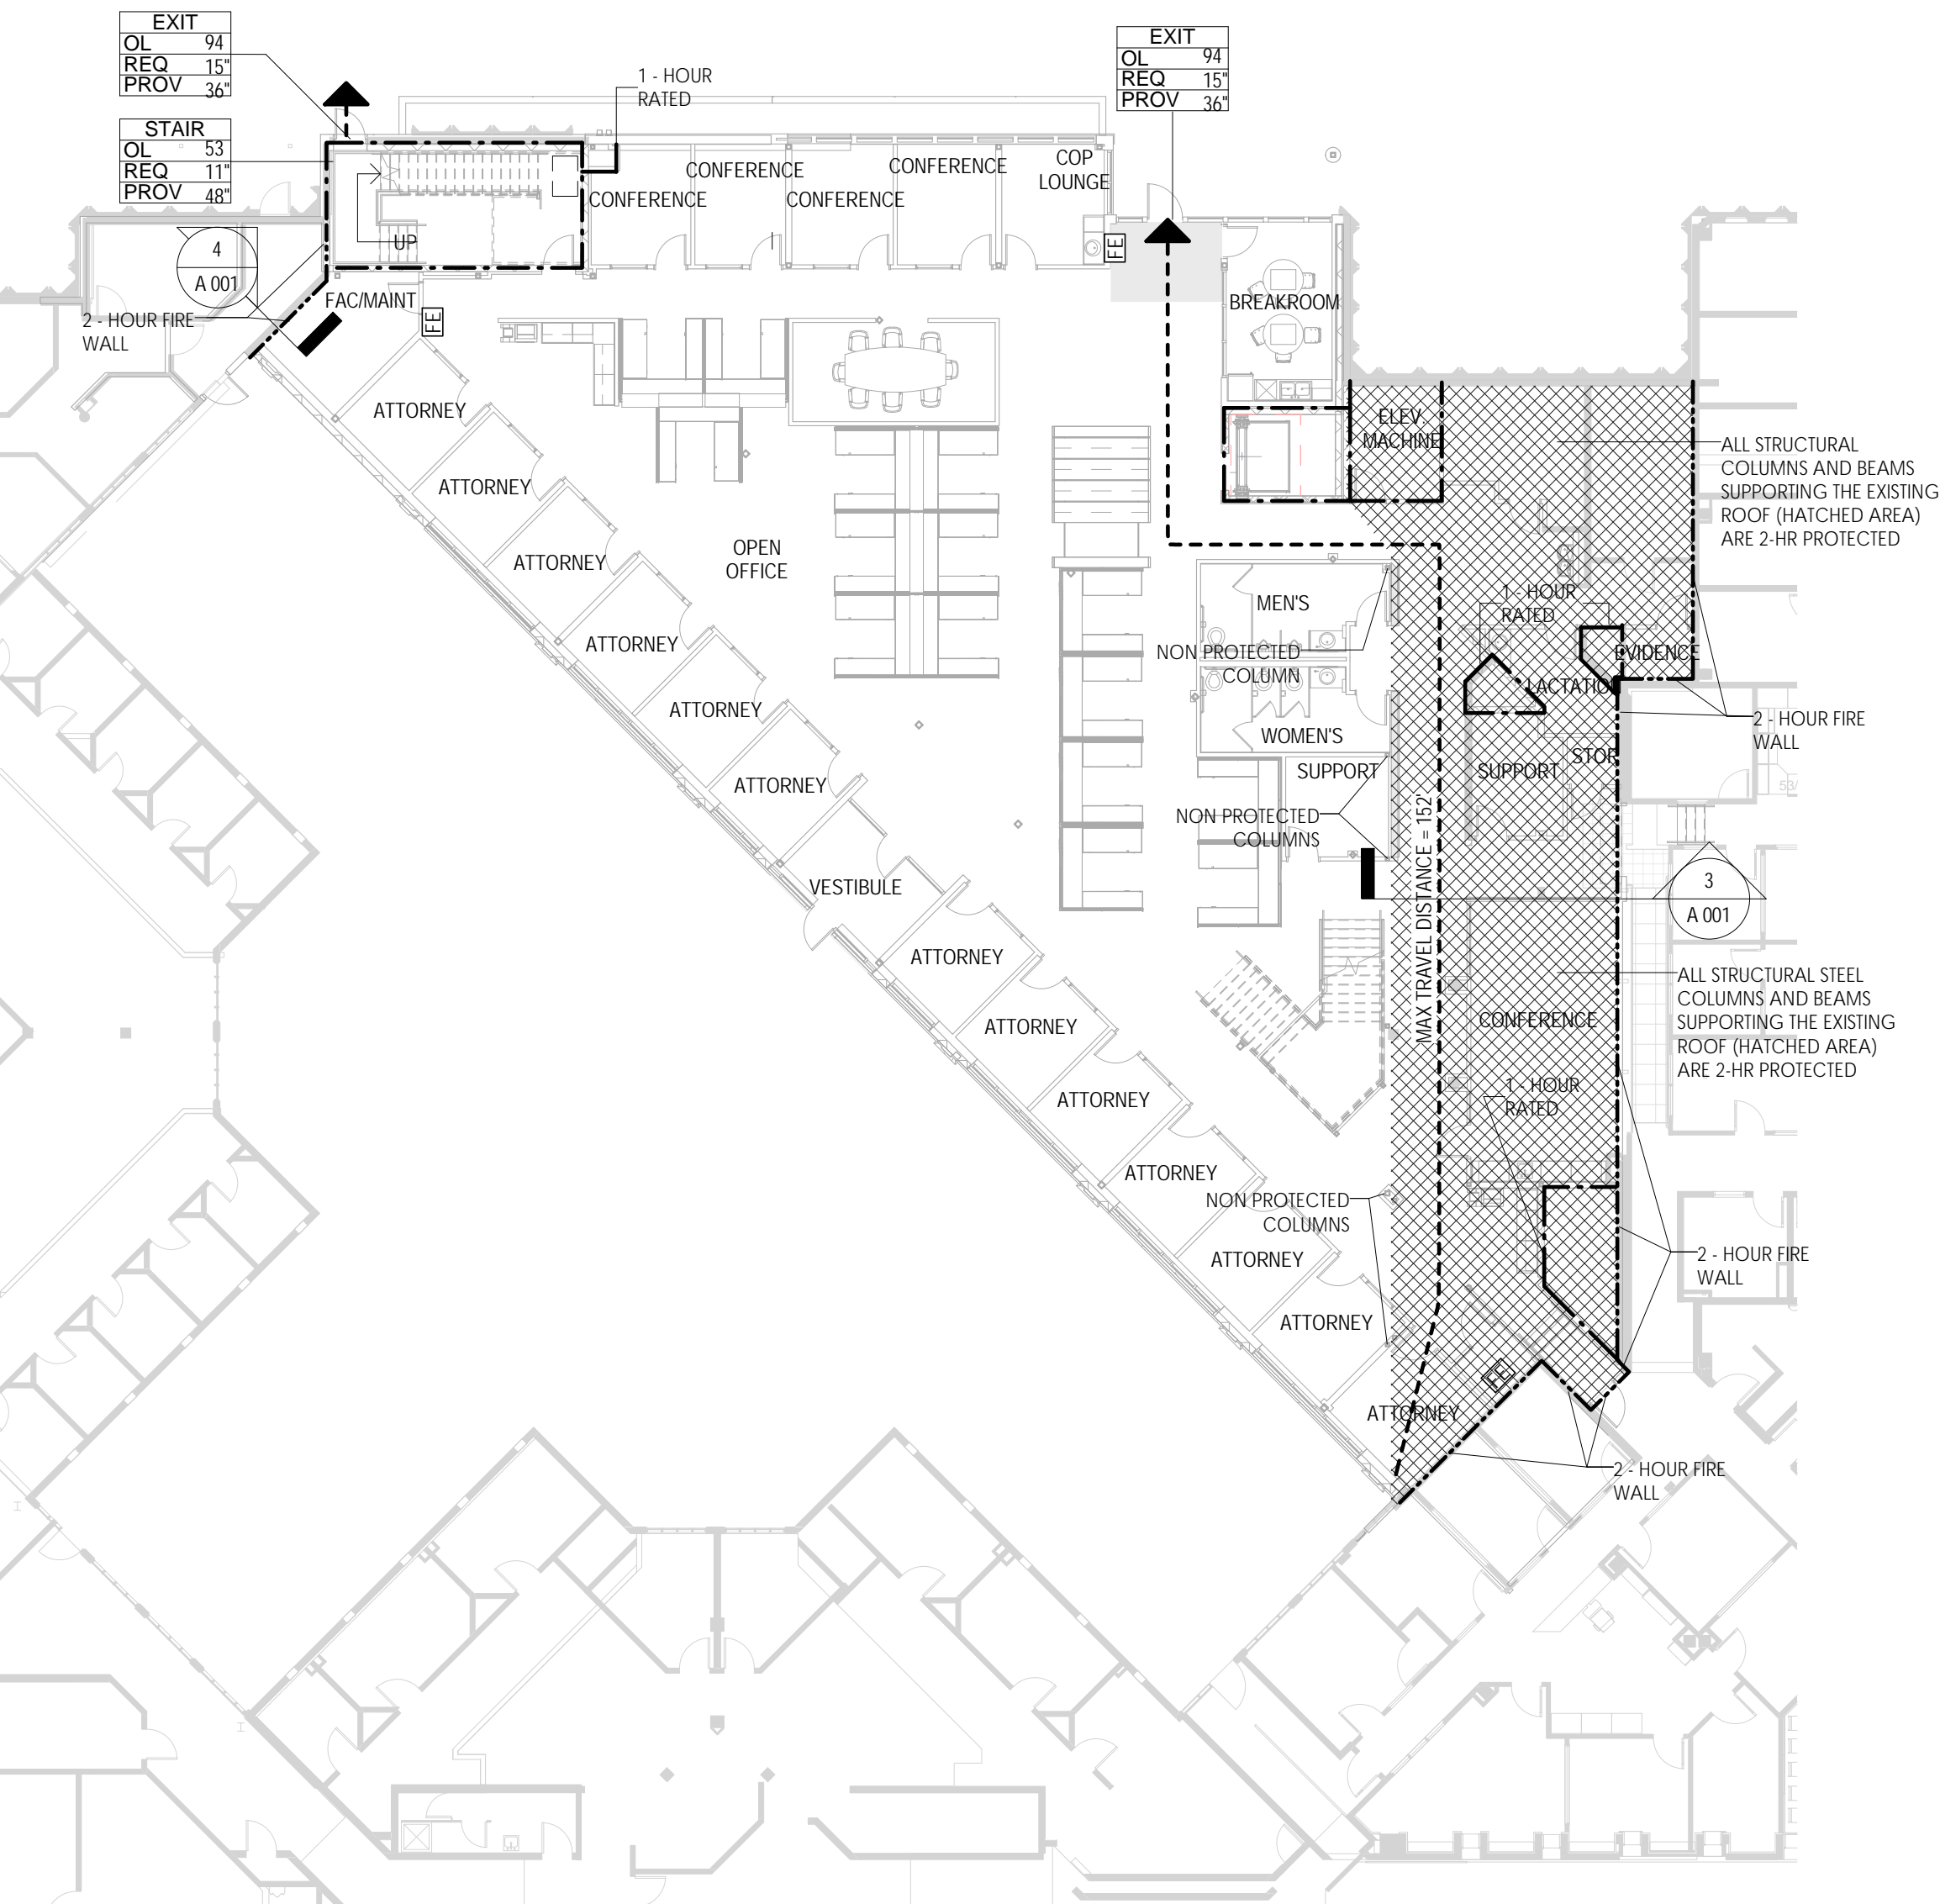 EXIT
OL 94
REQ 15"
PROV 36"
STAIR
OL 53
REQ 11"
PROV 48"
EXIT
OL 94
REQ 15"
PROV 36"
1 - HOUR
RATED
4
A 001
2 - HOUR FIRE
WALL
UP
FAC/MAINT
FE
CONFERENCE
CONFERENCE
CONFERENCE
CONFERENCE
COP
LOUNGE
FE
BREAKROOM
ELEV.
MACHINE
ALL STRUCTURAL
COLUMNS AND BEAMS
SUPPORTING THE EXISTING
ROOF (HATCHED AREA)
ARE 2-HR PROTECTED
ATTORNEY
ATTORNEY
ATTORNEY
ATTORNEY
ATTORNEY
ATTORNEY
OPEN
OFFICE
MEN'S
NON PROTECTED
COLUMN
WOMEN'S
SUPPORT
NON PROTECTED
COLUMNS
1 - HOUR
RATED
EVIDENCE
LACTATION
STOR
SUPPORT
2 - HOUR FIRE
WALL
53/
MAX TRAVEL DISTANCE = 152'
3
A 001
VESTIBULE
ATTORNEY
ATTORNEY
ATTORNEY
ATTORNEY
ATTORNEY
ATTORNEY
ATTORNEY
CONFERENCE
ALL STRUCTURAL STEEL
COLUMNS AND BEAMS
SUPPORTING THE EXISTING
ROOF (HATCHED AREA)
ARE 2-HR PROTECTED
1 - HOUR
RATED
NON PROTECTED
COLUMNS
2 - HOUR FIRE
WALL
FE
2 - HOUR FIRE
WALL